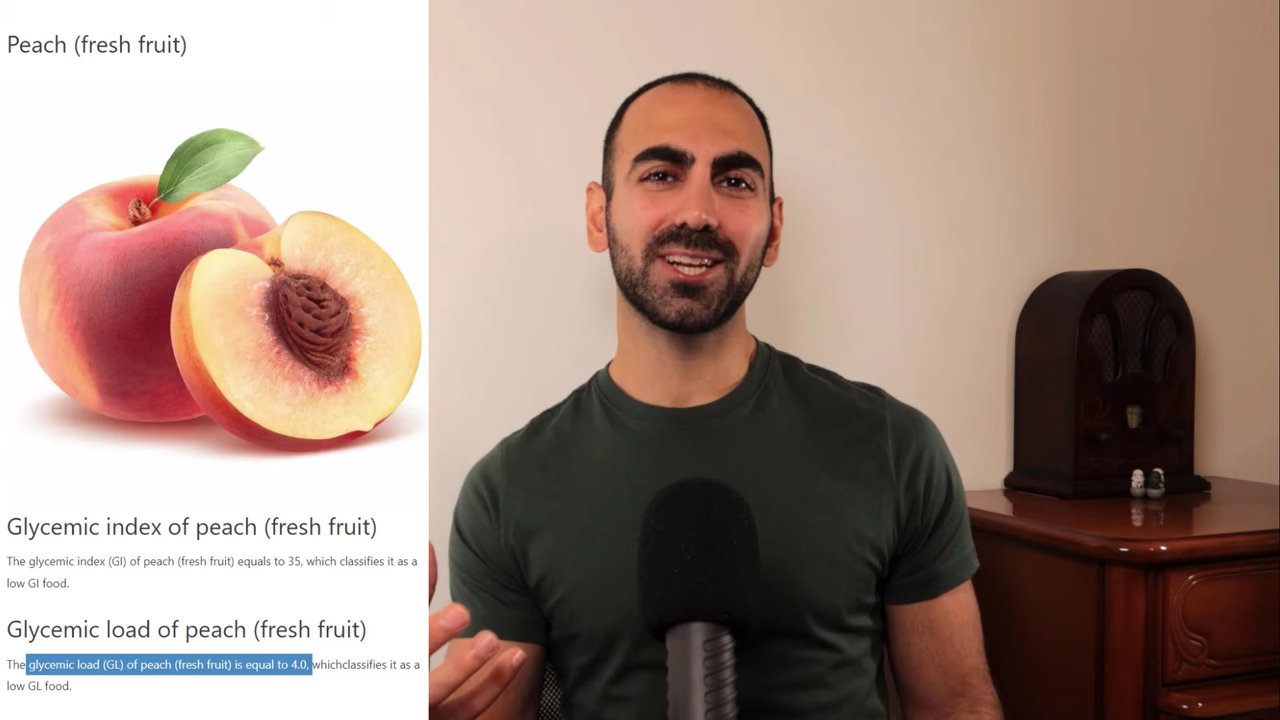 Peach (fresh fruit)
Glycemic index of peach (fresh fruit)
The glycemic index (GI) of peach (fresh fruit) equals to 35, which classifies it as a
low GI food.
Glycemic load of peach (fresh fruit)
The glycemic load (GL) of peach (fresh fruit) is equal to 4.0, whichclassifies it as a
low GL food.